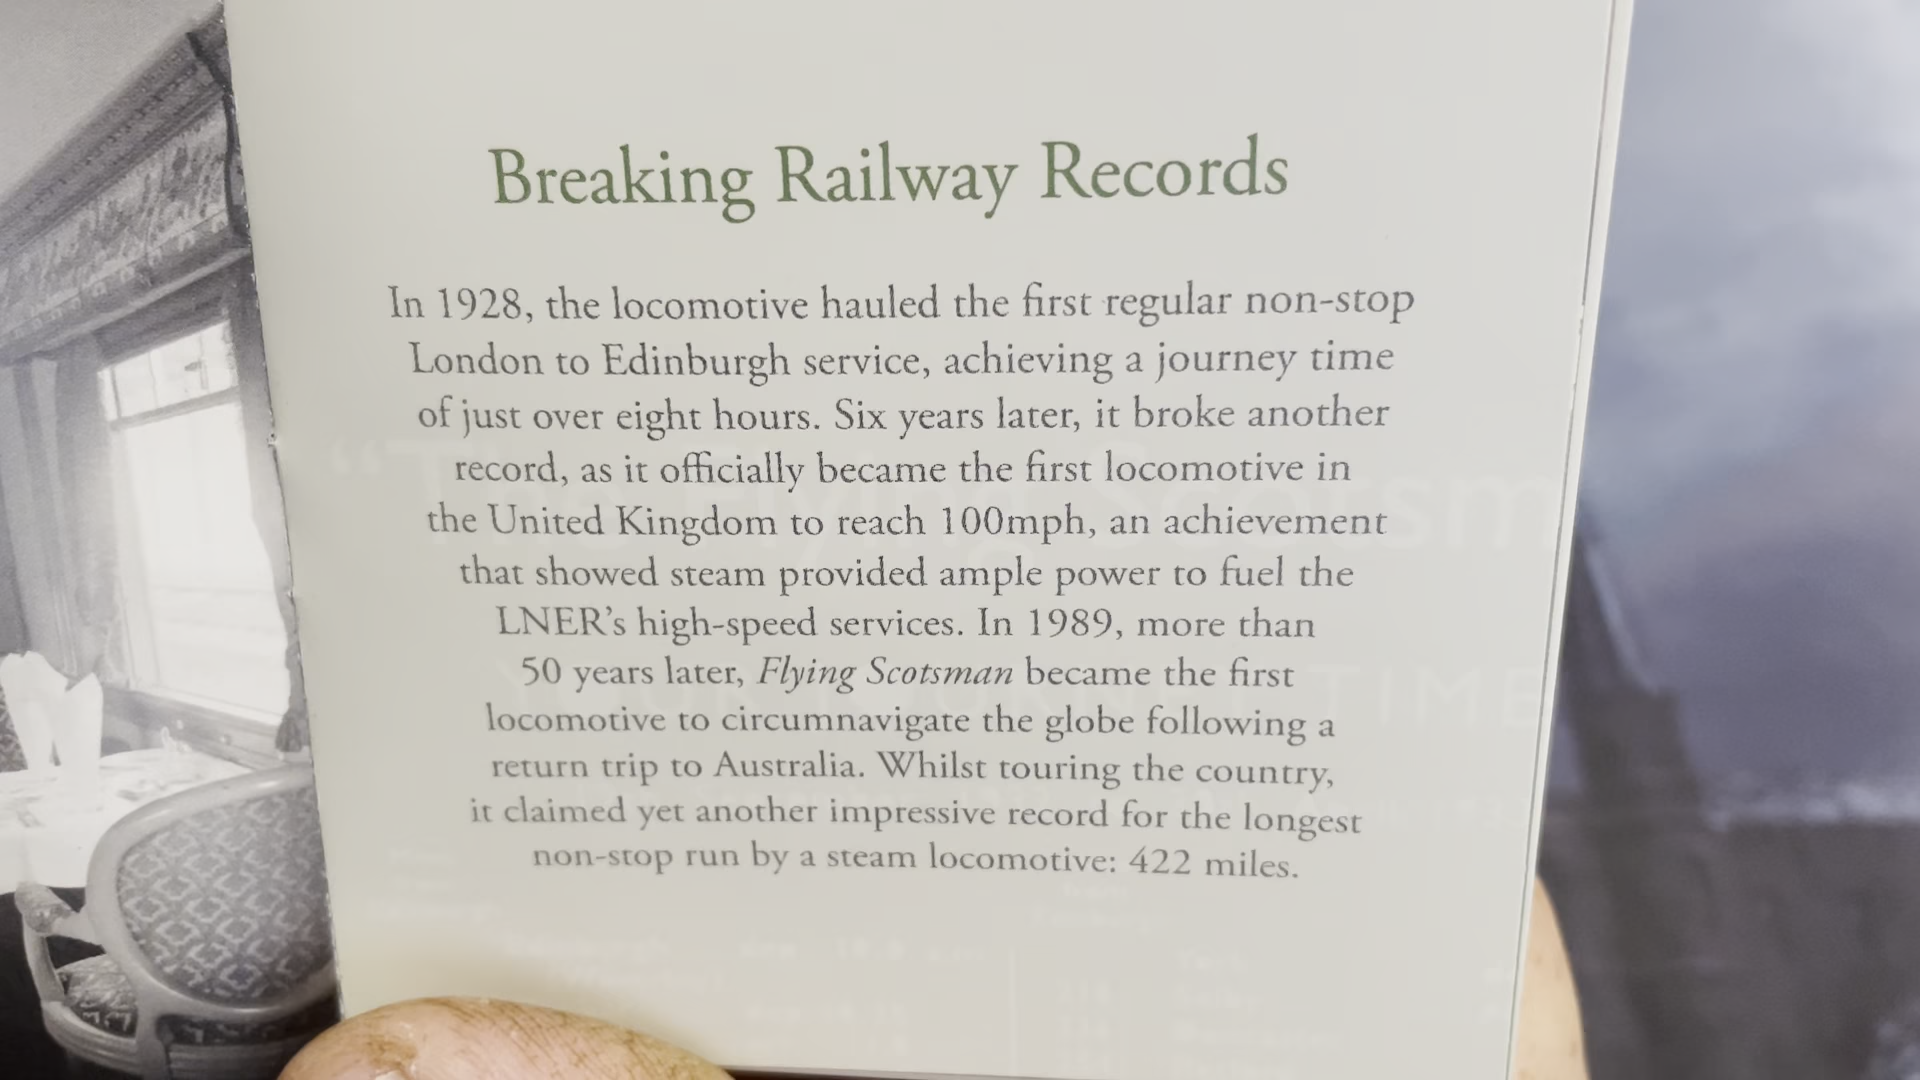 Breaking Railway Records
In 1928, the locomotive hauled the first regular non-stop
London to Edinburgh service, achieving a journey time
of just over eight hours. Six years later, it broke another
record, as it officially became the first locomotive in
the United Kingdom to reach 100mph, an achievement
that showed steam provided ample power to fuel the
LNER’s high-speed services. In 1989, more than
50 years later, Flying Scotsman became the first
locomotive to circumnavigate the globe following a
return trip to Australia. Whilst touring the country,
it claimed yet another impressive record for the longest
non-stop run by a steam locomotive: 422 miles.